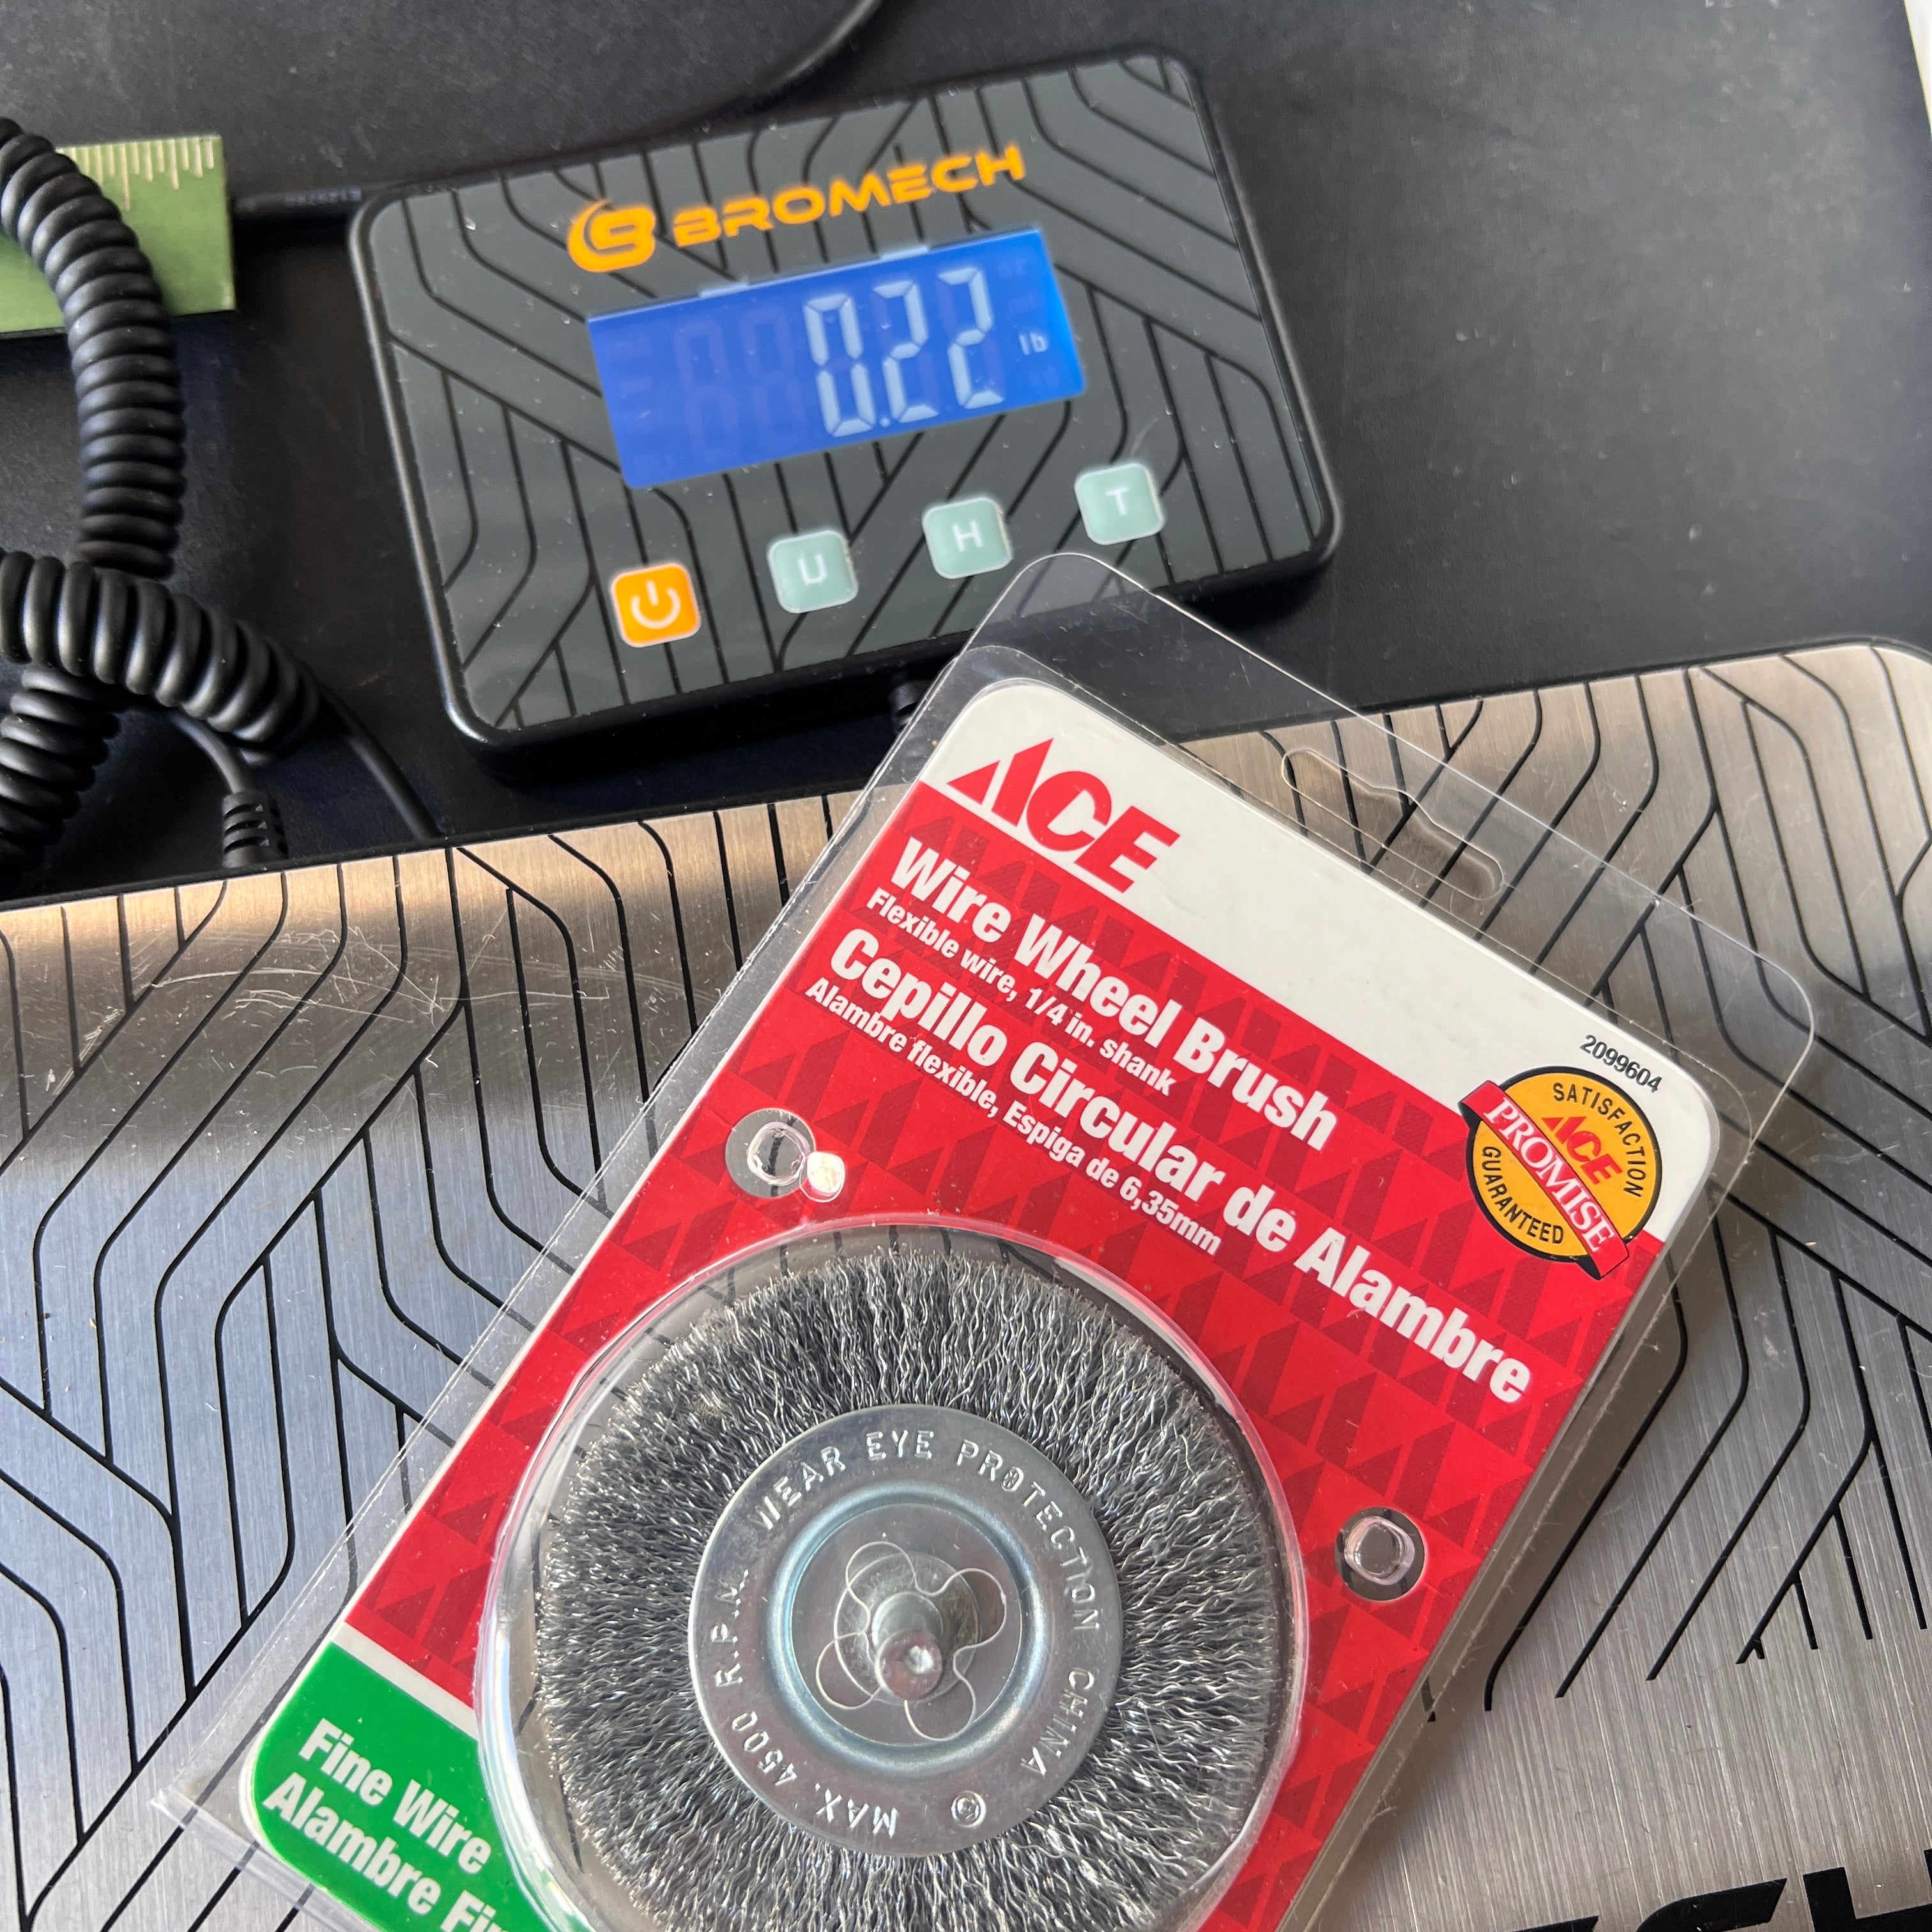 BROMECH
0.22 lb
U H T
ACE
Wire Wheel Brush
Flexible wire, 1/4 in. shank
Cepillo Circular de Alambre
Alambre flexible, Espiga de 6,35mm
2099604
SATISFACTION
ACE
PROMISE
GUARANTEED
WEAR EYE PROTECTION CHINA
MAX. 4500 R.P.M.
Fine Wire
Alambre